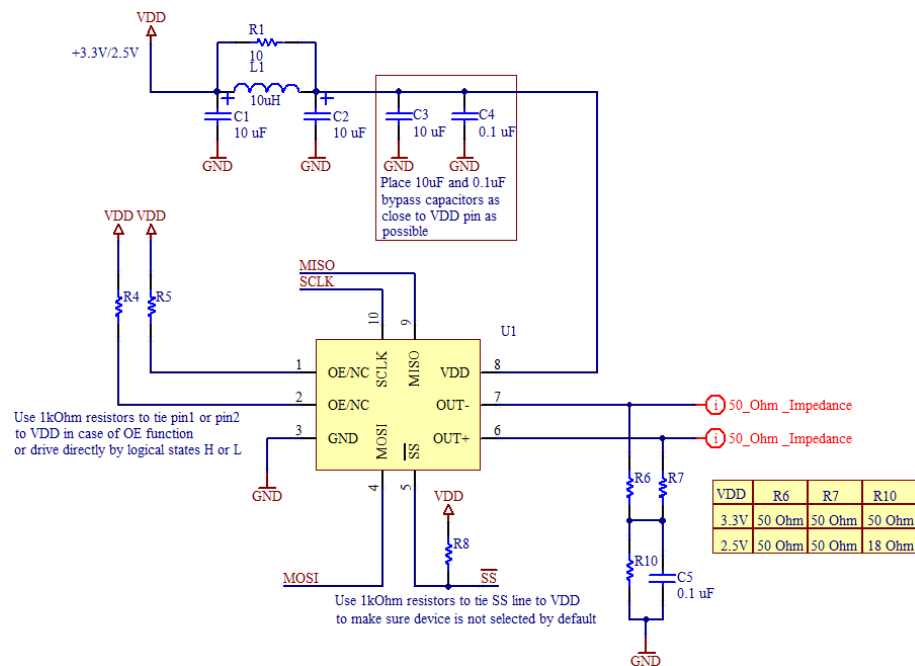 VDD
+3.3V/2.5V
R1
10
L1
10uH
C1
10 uF
C2
10 uF
C3
10 uF
C4
0.1 uF
GND
GND
GND
GND
Place 10uF and 0.1uF
bypass capacitors as
close to VDD pin as
possible
VDD
VDD
R4
R5
MISO
SCLK
10
9
U1
1
OE/NC
SCLK
MISO
VDD
8
2
OE/NC
OUT-
7
3
GND
MOSI
SS
OUT+
6
4
5
GND
Use 1kOhm resistors to tie pin1 or pin2
to VDD in case of OE function
or drive directly by logical states H or L
i 50_Ohm _Impedance
i 50_Ohm _Impedance
R6
R7
VDD R6 R7 R10
3.3V 50 Ohm 50 Ohm 50 Ohm
2.5V 50 Ohm 50 Ohm 18 Ohm
VDD
R8
R10
C5
0.1 uF
MOSI
SS
Use 1kOhm resistors to tie SS line to VDD
to make sure device is not selected by default
GND